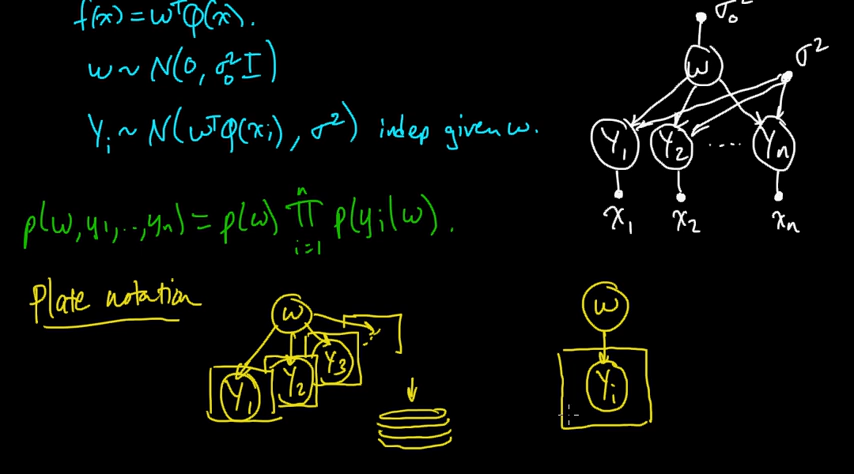 f(x) = wᵀφ(x).
w ~ N(0, σ₀²I)
Yᵢ ~ N(wᵀφ(xᵢ), σ²) indep given w.
p(w,y₁,..,yₙ) = p(w) ∏ᵢ₌₁ⁿ p(yᵢ|w).
σ₀²
w
σ²
Y₁ Y₂ .... Yₙ
x₁ x₂ xₙ
Plate notation
w
Y₁ Y₂ Y₃
w
Yᵢ